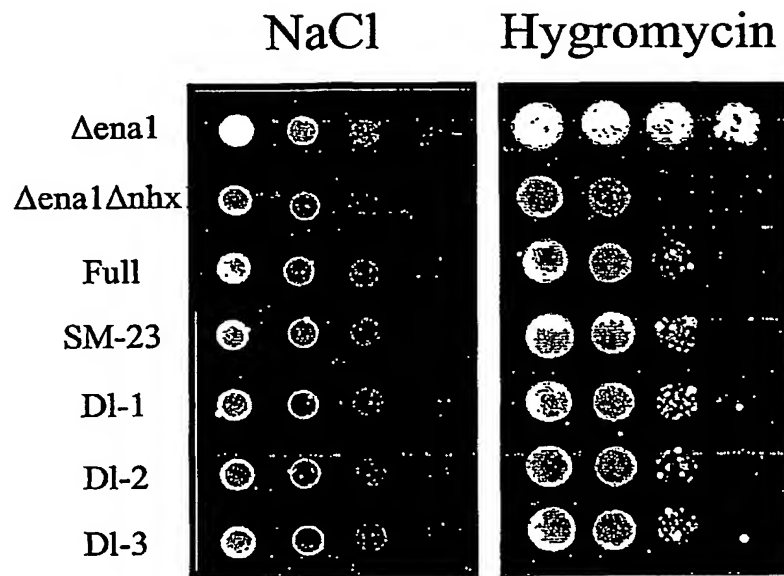 NaCl Hygromycin
Δena1
Δena1Δnhx1
Full
SM-23
Dl-1
Dl-2
Dl-3